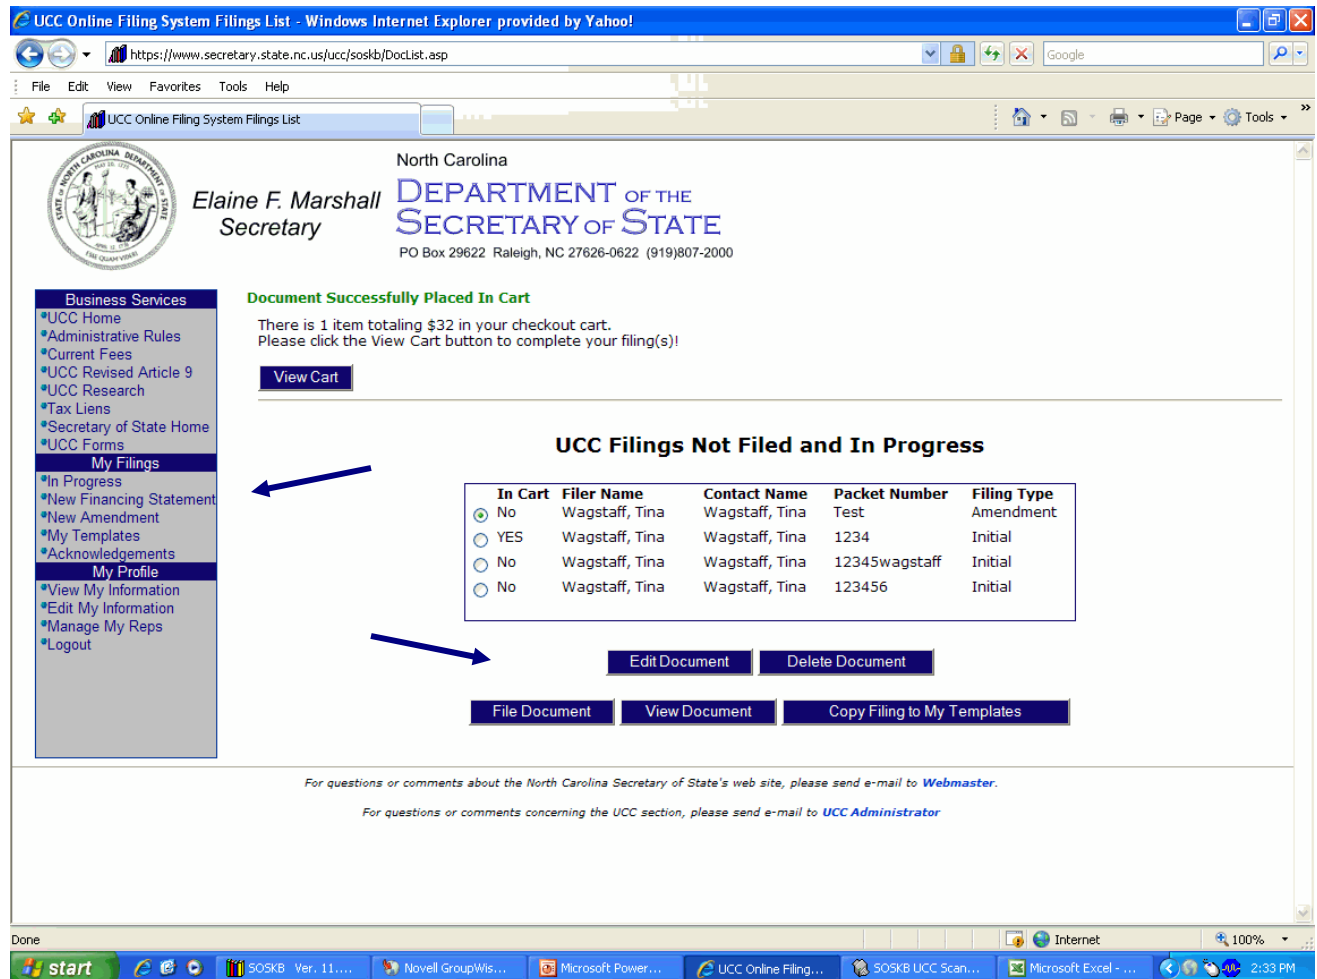 UCC Online Filing System Filings List - Windows Internet Explorer provided by Yahoo!
https://www.secretary.state.nc.us/ucc/soskb/DocList.asp
Google
File Edit View Favorites Tools Help
UCC Online Filing System Filings List
Page Tools »
North Carolina
Elaine F. Marshall
Secretary
DEPARTMENT OF THE
SECRETARY OF STATE
PO Box 29622 Raleigh, NC 27626-0622 (919)807-2000
Business Services
UCC Home
Administrative Rules
Current Fees
UCC Revised Article 9
UCC Research
Tax Liens
Secretary of State Home
UCC Forms
My Filings
In Progress
New Financing Statement
New Amendment
My Templates
Acknowledgements
My Profile
View My Information
Edit My Information
Manage My Reps
Logout
Document Successfully Placed In Cart
There is 1 item totaling $32 in your checkout cart.
Please click the View Cart button to complete your filing(s)!
View Cart
UCC Filings Not Filed and In Progress
In Cart Filer Name Contact Name Packet Number Filing Type
No Wagstaff, Tina Wagstaff, Tina Test Amendment
YES Wagstaff, Tina Wagstaff, Tina 1234 Initial
No Wagstaff, Tina Wagstaff, Tina 12345wagstaff Initial
No Wagstaff, Tina Wagstaff, Tina 123456 Initial
Edit Document Delete Document
File Document View Document Copy Filing to My Templates
For questions or comments about the North Carolina Secretary of State's web site, please send e-mail to Webmaster.
For questions or comments concerning the UCC section, please send e-mail to UCC Administrator
Done Internet 100%
start SOSKB Ver. 11.... Novell GroupWis... Microsoft Power... UCC Online Filing... SOSKB UCC Scan... Microsoft Excel - ... 2:33 PM